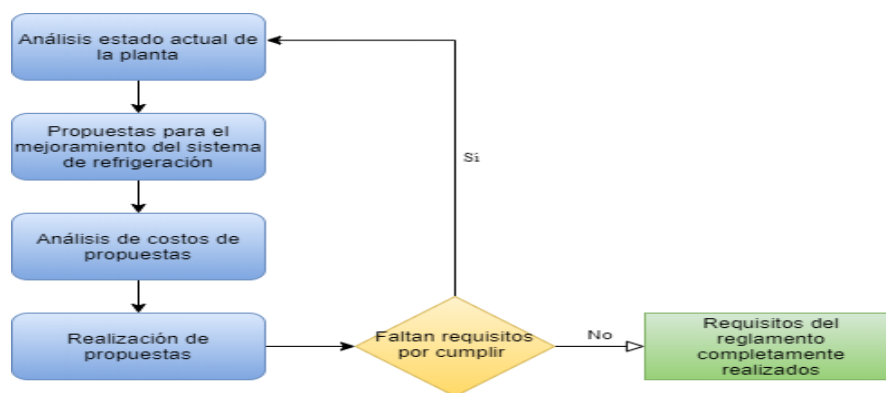 Análisis estado actual de
la planta
Propuestas para el
mejoramiento del sistema
de refrigeración
Análisis de costos de
propuestas
Realización de
propuestas
Faltan requisitos
por cumplir
Sí
No
Requisitos del
reglamento
completamente
realizados